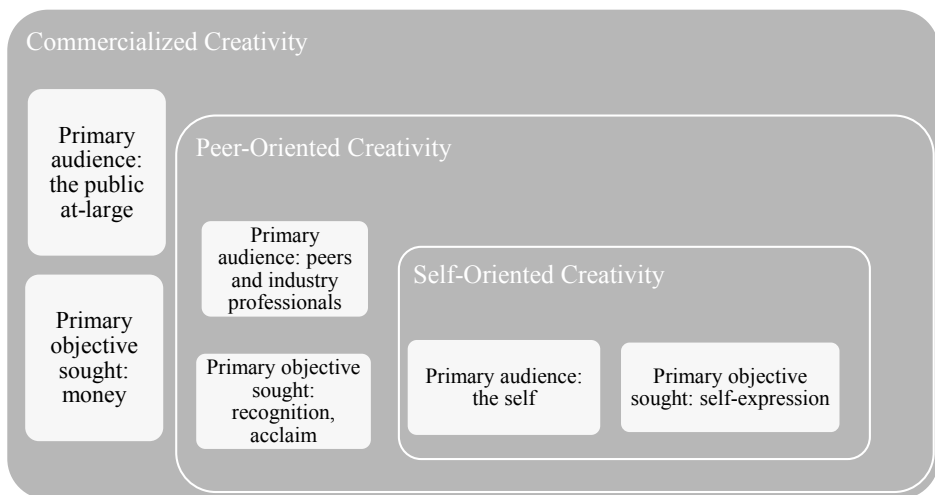 Commercialized Creativity
Primary
audience:
the public
at-large
Primary
objective
sought:
money
Peer-Oriented Creativity
Primary
audience: peers
and industry
professionals
Primary objective
sought:
recognition,
acclaim
Self-Oriented Creativity
Primary audience:
the self
Primary objective
sought: self-expression